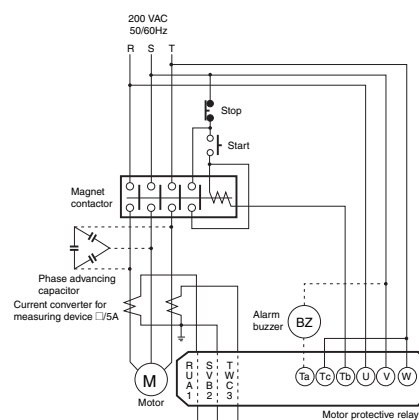 200 VAC
50/60Hz
R S T
Stop
Start
Magnet
contactor
Phase advancing
capacitor
Current converter for
measuring device □/5A
Alarm
buzzer
BZ
M
Motor
R S T
U V W
A B C
1 2 3
Ta Tc Tb U V W
Motor protective relay